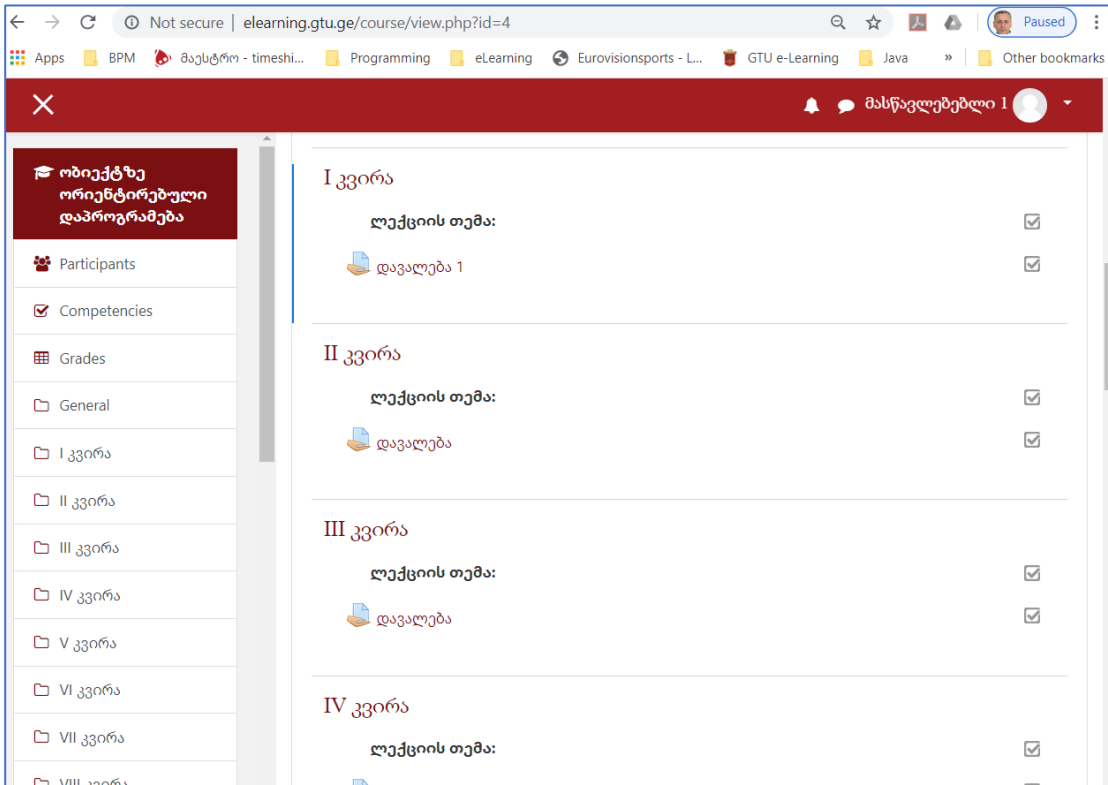 Not secure | elearning.gtu.ge/course/view.php?id=4
Paused
Apps BPM მაესტრო - timeshi... Programming eLearning Eurovisionsports - L... GTU e-Learning Java » Other bookmarks
მასწავლებებლი 1
ობიექტზე
ორიენტირებული
დაპროგრამება
Participants
Competencies
Grades
General
I კვირა
II კვირა
III კვირა
IV კვირა
V კვირა
VI კვირა
VII კვირა
VIII კვირა
I კვირა
ლექციის თემა:
დავალება 1
II კვირა
ლექციის თემა:
დავალება
III კვირა
ლექციის თემა:
დავალება
IV კვირა
ლექციის თემა: